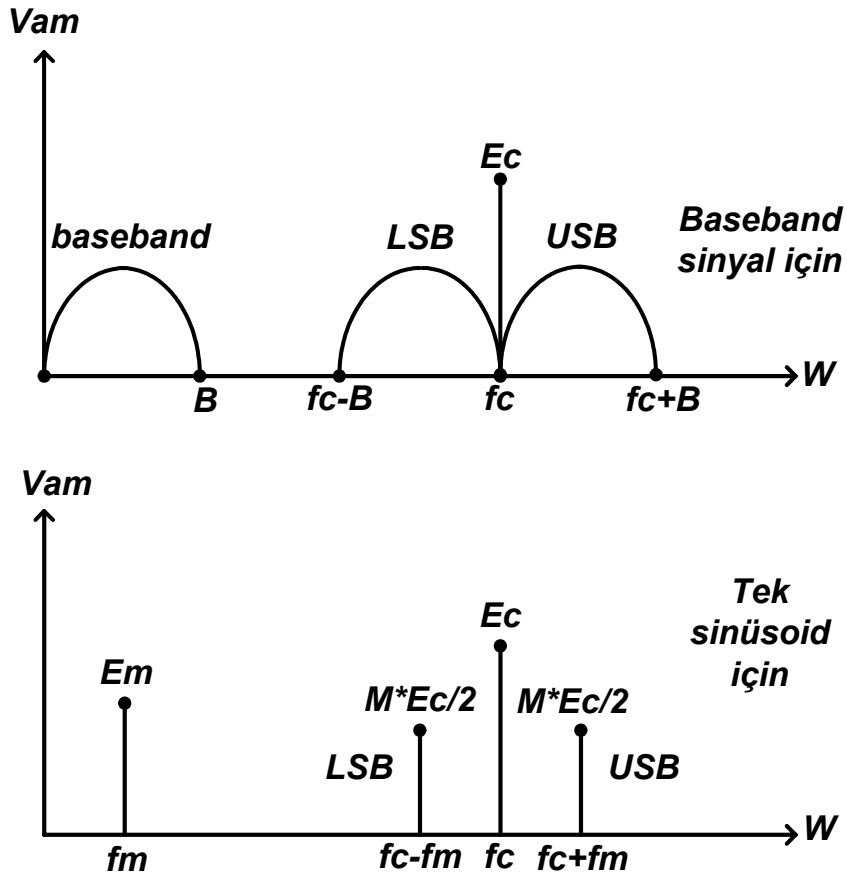 Vam
Ec
baseband
LSB
USB
Baseband
sinyal için
W
B
fc-B
fc
fc+B
Vam
Tek
sinüsoid
için
Ec
Em
M*Ec/2
M*Ec/2
LSB
USB
W
fm
fc-fm
fc
fc+fm